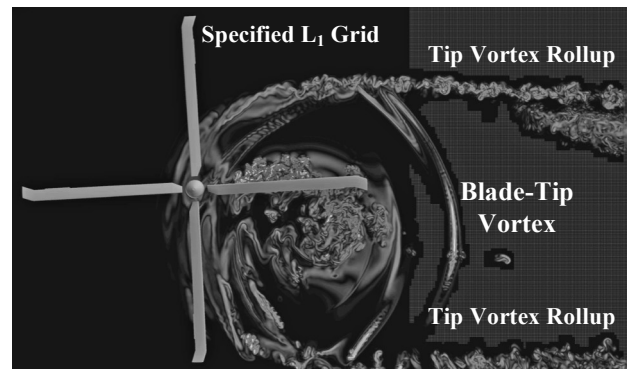 Specified L₁ Grid
Tip Vortex Rollup
Blade-Tip
Vortex
Tip Vortex Rollup